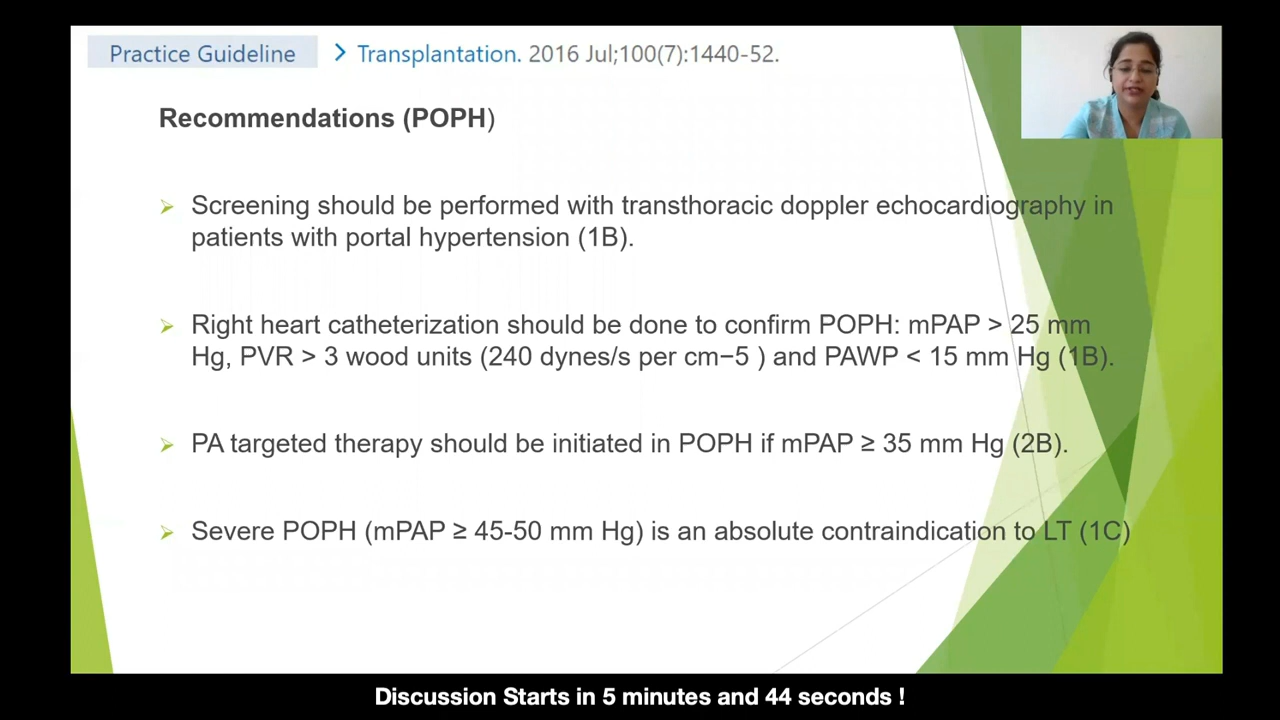 Practice Guideline > Transplantation. 2016 Jul;100(7):1440-52.
Recommendations (POPH)
Screening should be performed with transthoracic doppler echocardiography in
patients with portal hypertension (1B).
Right heart catheterization should be done to confirm POPH: mPAP > 25 mm
Hg, PVR > 3 wood units (240 dynes/s per cm−5 ) and PAWP < 15 mm Hg (1B).
PA targeted therapy should be initiated in POPH if mPAP ≥ 35 mm Hg (2B).
Severe POPH (mPAP ≥ 45-50 mm Hg) is an absolute contraindication to LT (1C)
Discussion Starts in 5 minutes and 44 seconds !